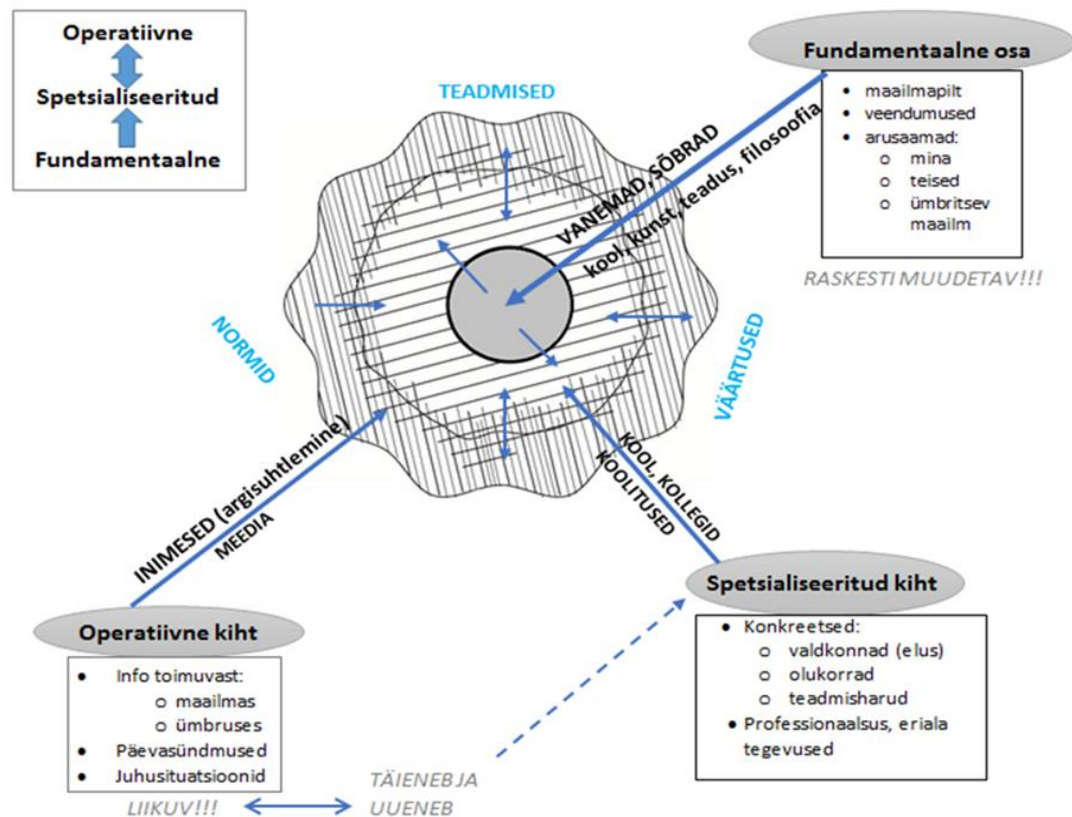 Operatiivne
Spetsialiseeritud
Fundamentaalne
Fundamentaalne osa
• maailmapilt
• veendumused
• arusaamad:
o mina
o teised
o ümbritsev
maailm
RASKESTI MUUDETAV!!!
TEADMISED
VANEMAD, SÕBRAD
kool, kunst, teadus, filosoofia
NORMID
VÄÄRTUSED
INIMESED (argisuhtlemine)
MEEDIA
KOOL, KOLLEGID
KOOLITUSED
Operatiivne kiht
• Info toimuvast:
o maailmas
o ümbruses
• Päevasündmused
• Juhusituatsioonid
LIIKUV!!!
TÄIENEB JA
UUENEB
Spetsialiseeritud kiht
• Konkreetsed:
o valdkonnad (elus)
o olukorrad
o teadmisharud
• Professionaalsus, eriala
tegevused